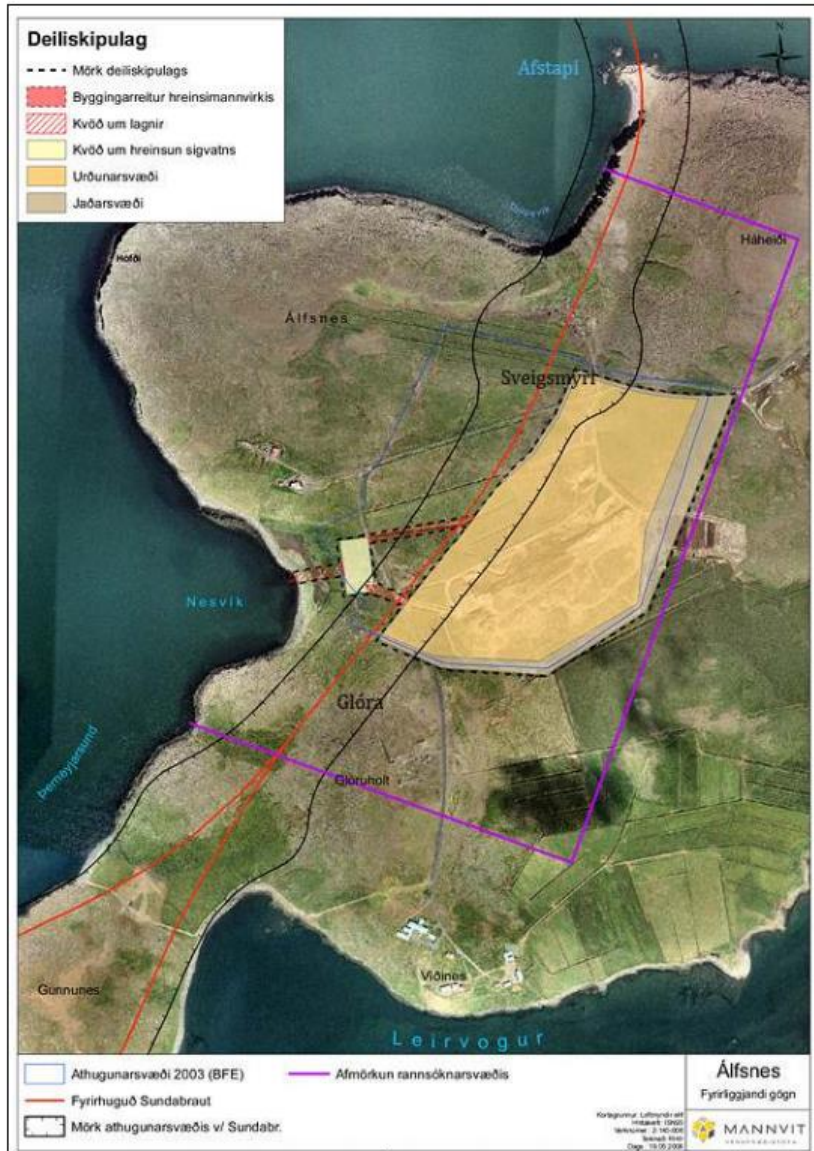 Deiliskipulag
Mörk deiliskipulags
Byggingarreitur hreinsimannvirkis
Kvöð um lagnir
Kvöð um hreinsun sigvatns
Urðunarsvæði
Jaðarsvæði
N
Afstapi
Háheiði
Höfði
Álfsnes
Sveigsmýri
Nesvík
Glóra
Þerneyjarsund
Glóruholt
Víðines
Gunnunes
Leirvogur
Athugunarsvæði 2003 (BFE)
Afmörkun rannsóknarsvæðis
Fyrirhuguð Sundabraut
Mörk athugunarsvæðis v/ Sundabr.
Álfsnes
Fyrirliggjandi gögn
MANNVIT